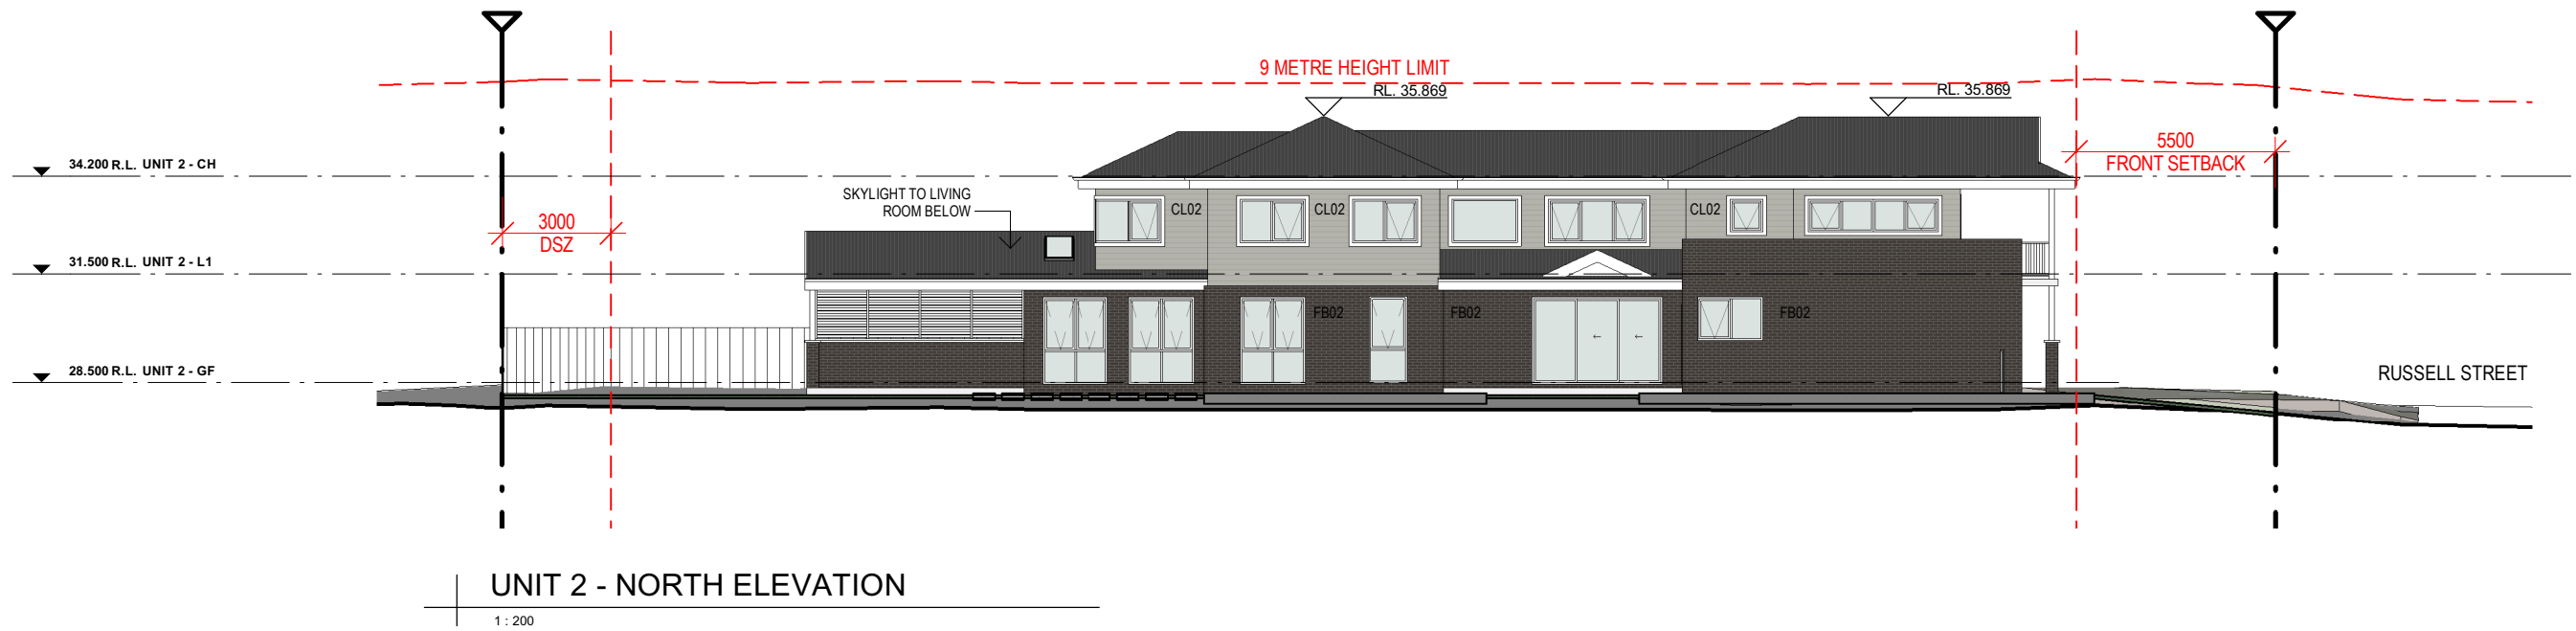 9 METRE HEIGHT LIMIT
RL. 35.869
RL. 35.869
5500
FRONT SETBACK
34.200 R.L. UNIT 2 - CH
SKYLIGHT TO LIVING
ROOM BELOW
CL02
CL02
CL02
3000
DSZ
31.500 R.L. UNIT 2 - L1
FB02
FB02
FB02
28.500 R.L. UNIT 2 - GF
RUSSELL STREET
UNIT 2 - NORTH ELEVATION
1 : 200